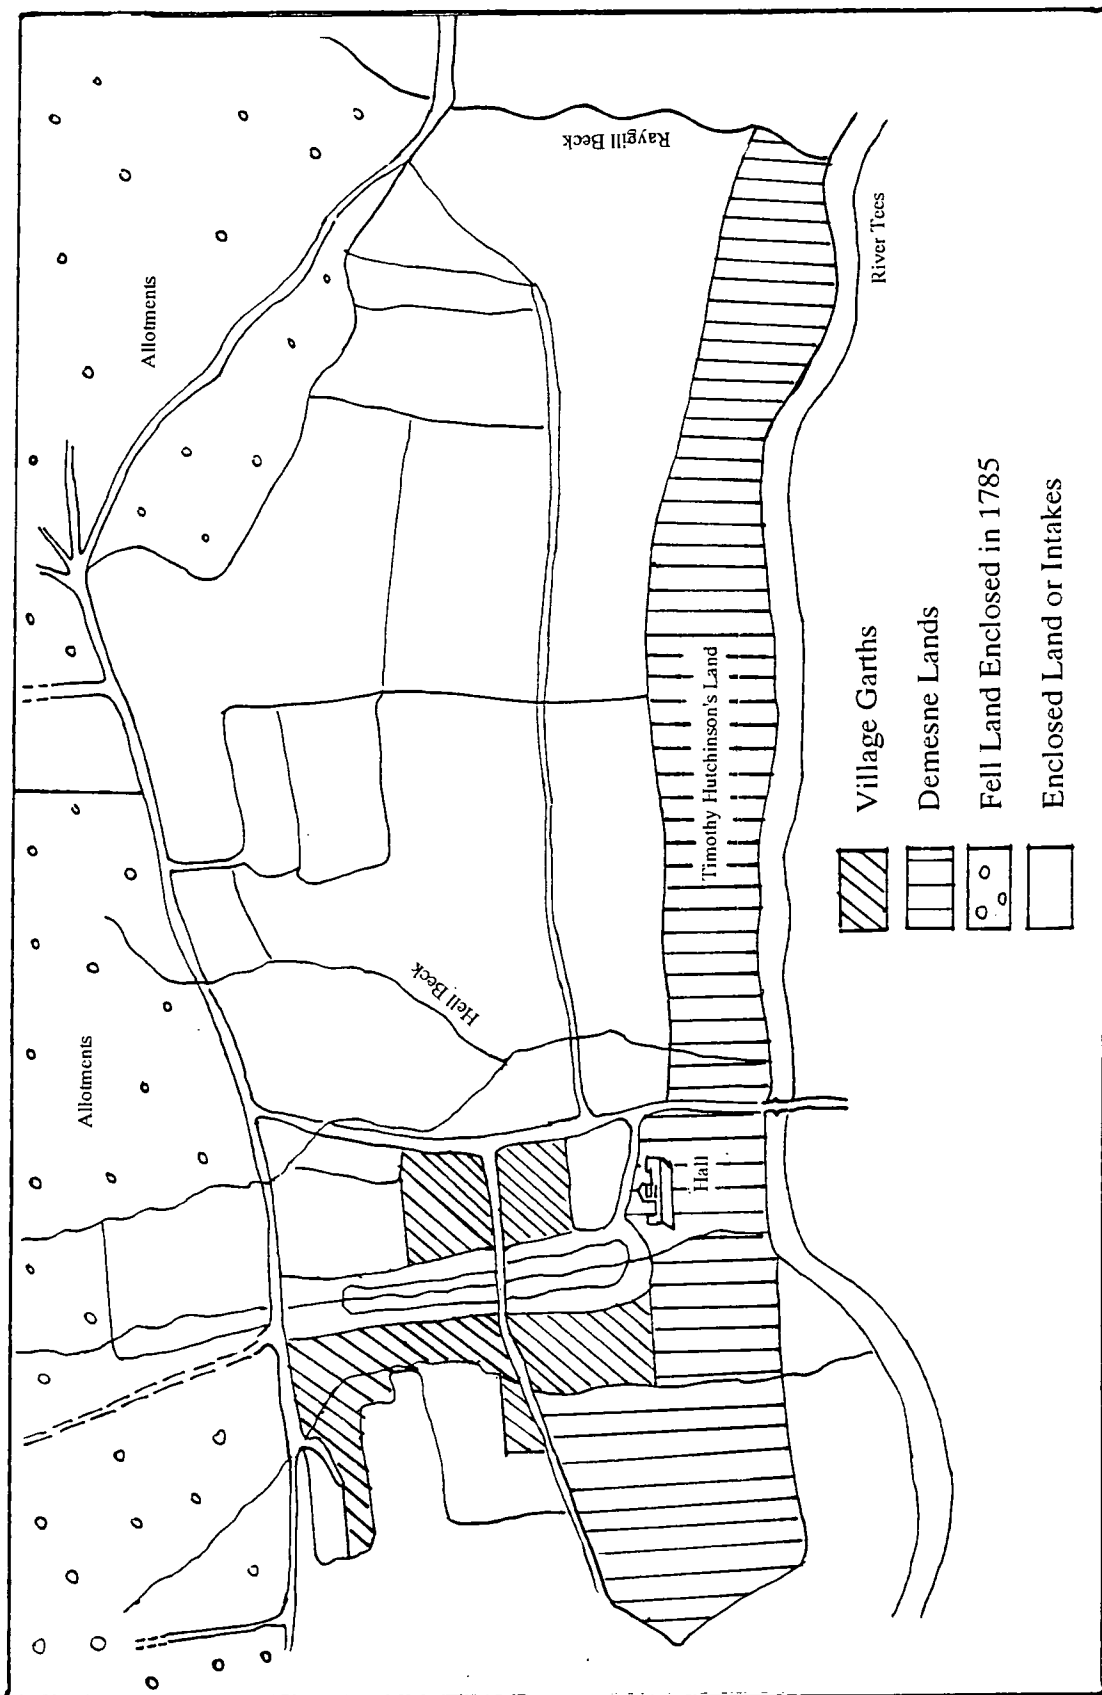 Allotments
Allotments
Raygill Beck
River Tees
Hell Beck
Timothy Hutchinson's Land
Hall
Village Garths
Demesne Lands
Fell Land Enclosed in 1785
Enclosed Land or Intakes